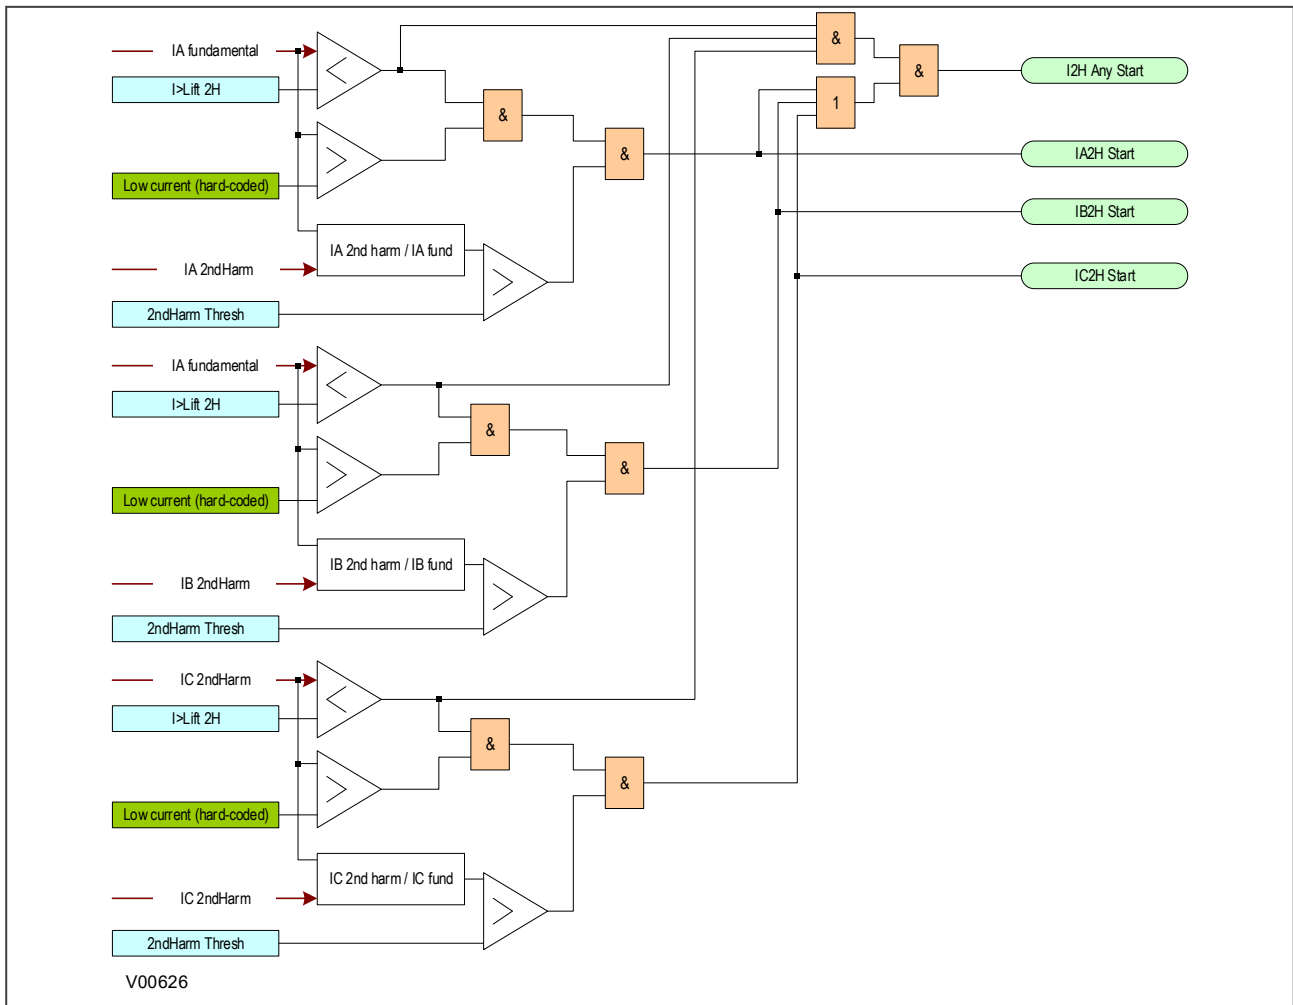 IA fundamental
I>Lift 2H
Low current (hard-coded)
IA 2nd harm / IA fund
IA 2ndHarm
2ndHarm Thresh
&
&
&
1
&
I2H Any Start
IA2H Start
IB2H Start
IC2H Start
IA fundamental
I>Lift 2H
Low current (hard-coded)
IB 2nd harm / IB fund
IB 2ndHarm
2ndHarm Thresh
&
&
IC 2ndHarm
I>Lift 2H
Low current (hard-coded)
IC 2nd harm / IC fund
IC 2ndHarm
2ndHarm Thresh
&
&
V00626